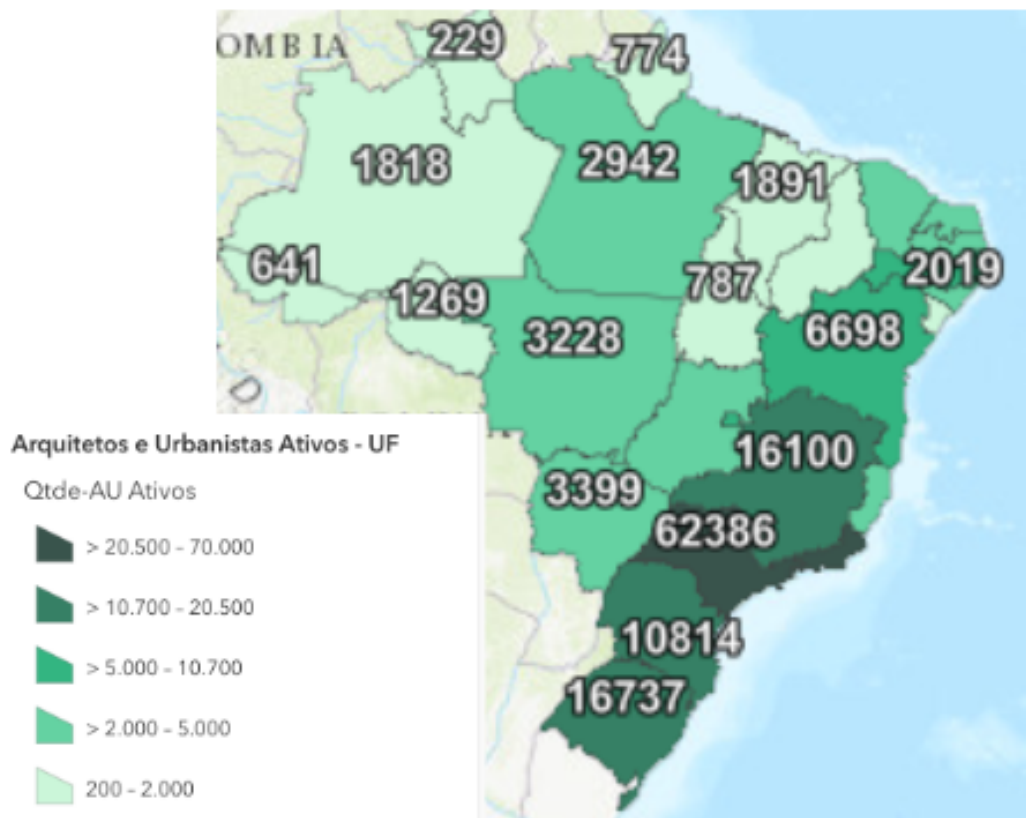 OMBIA
229
774
1818
2942
1891
641
1269
787
2019
3228
6698
16100
3399
62386
10814
16737
Arquitetos e Urbanistas Ativos - UF
Qtde-AU Ativos
> 20.500 – 70.000
> 10.700 – 20.500
> 5.000 – 10.700
> 2.000 – 5.000
200 – 2.000